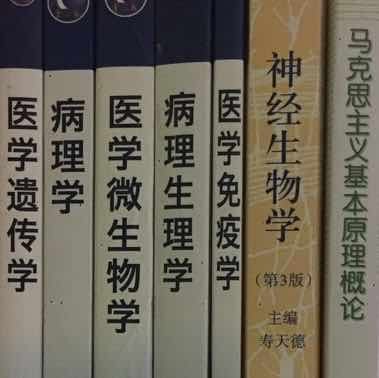 医学遗传学
病理学
医学微生物学
病理生理学
医学免疫学
神经生物学
(第3版)
主编
寿天德
马克思主义基本原理概论